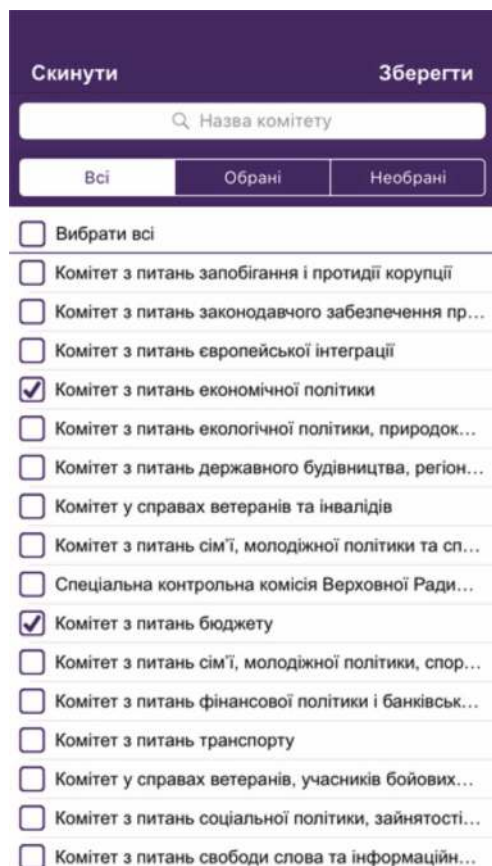 Скинути Зберегти
Назва комітету
Всі Обрані Необрані
Вибрати всі
Комітет з питань запобігання і протидії корупції
Комітет з питань законодавчого забезпечення пр...
Комітет з питань європейської інтеграції
Комітет з питань економічної політики
Комітет з питань екологічної політики, природок...
Комітет з питань державного будівництва, регіон...
Комітет у справах ветеранів та інвалідів
Комітет з питань сім'ї, молодіжної політики та сп...
Спеціальна контрольна комісія Верховної Ради...
Комітет з питань бюджету
Комітет з питань сім'ї, молодіжної політики, спор...
Комітет з питань фінансової політики і банківськ...
Комітет з питань транспорту
Комітет у справах ветеранів, учасників бойових...
Комітет з питань соціальної політики, зайнятості...
Комітет з питань свободи слова та інформаційн...